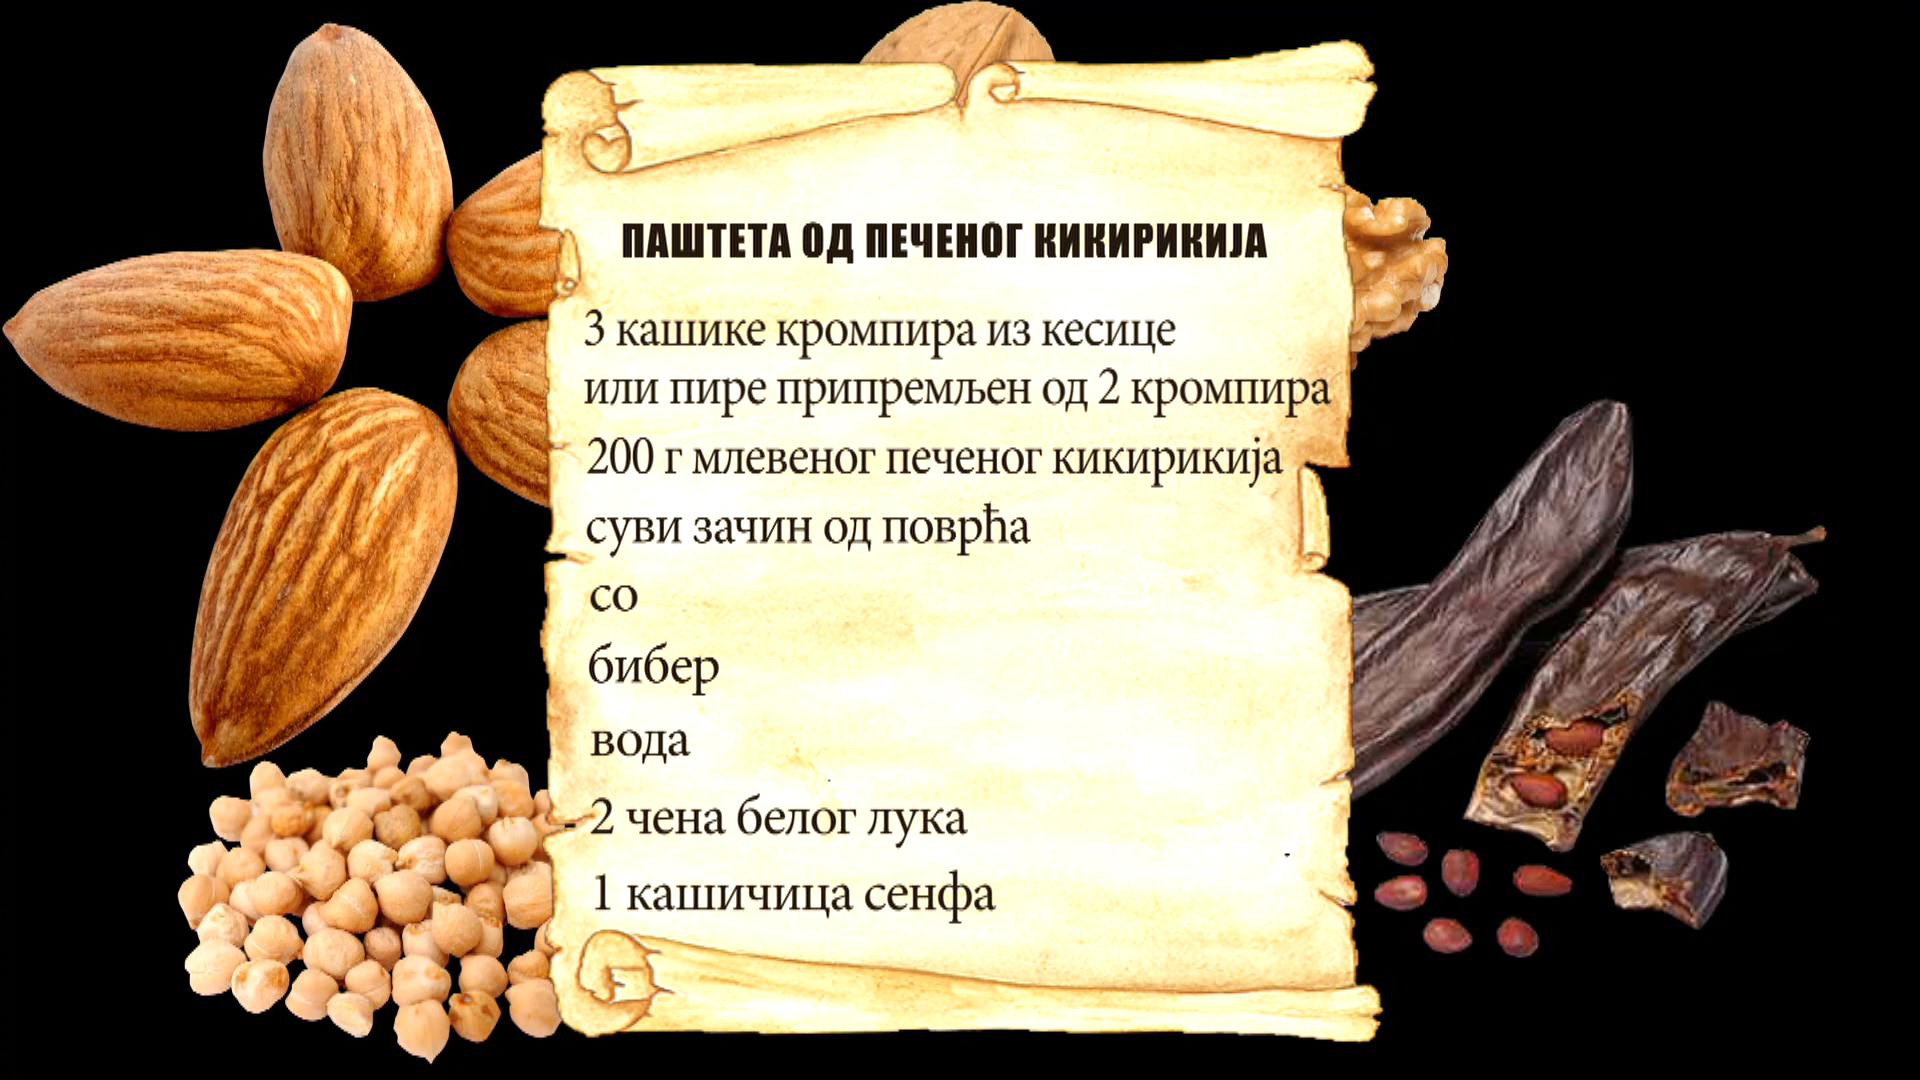 ПАШТЕТА ОД ПЕЧЕНОГ КИКИРИКИЈА
3 кашике кромпира из кесице
или пире припремљен од 2 кромпира
200 г млевеног печеног кикирикија
суви зачин од поврћа
со
бибер
вода
2 чена белог лука
1 кашичица сенфа